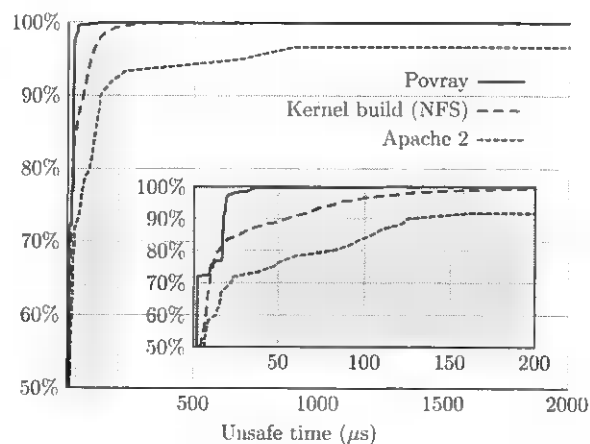 100%
90%
80%
70%
60%
50%
Povray
Kernel build (NFS)
Apache 2
100%
90%
80%
70%
60%
50%
50 100 150 200
500 1000 1500 2000
Unsafe time (μs)